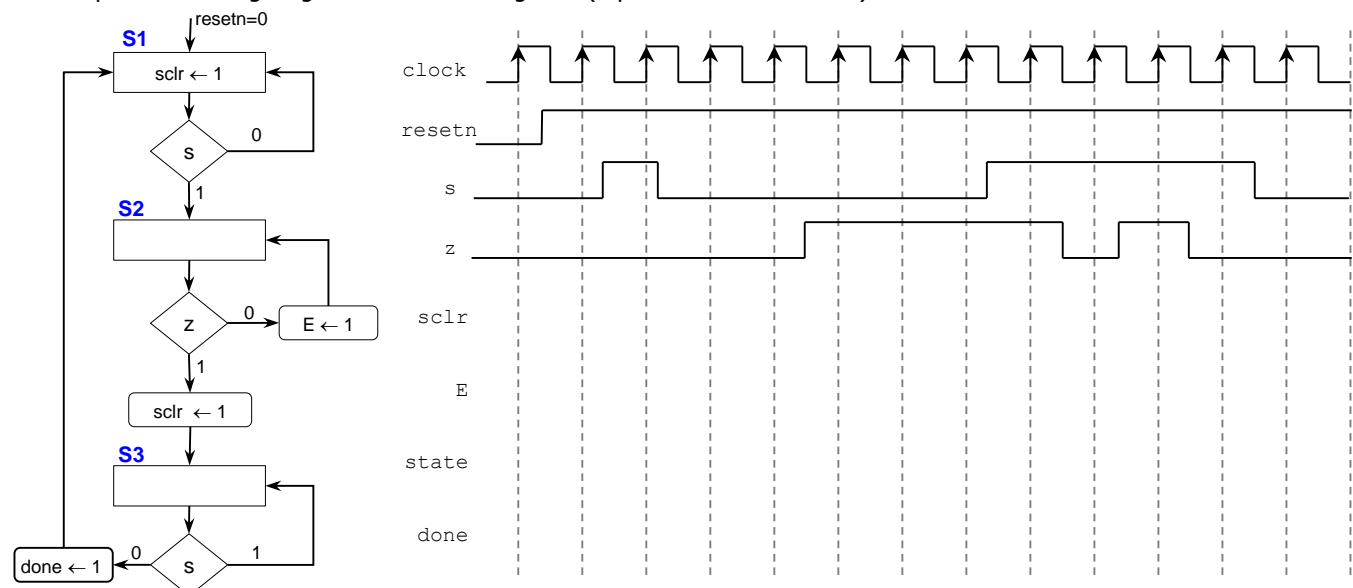 resetn=0
S1
sclr ← 1
s
0
1
S2
z
0
E ← 1
1
sclr ← 1
S3
s
0
1
done ← 1
clock
resetn
s
z
sclr
E
state
done